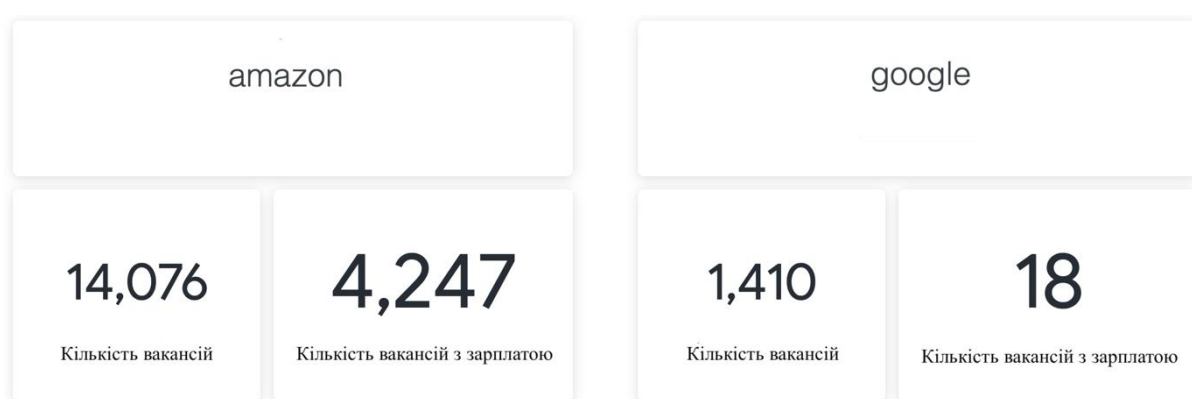 amazon
14,076
Кількість вакансій
4,247
Кількість вакансій з зарплатою
google
1,410
Кількість вакансій
18
Кількість вакансій з зарплатою